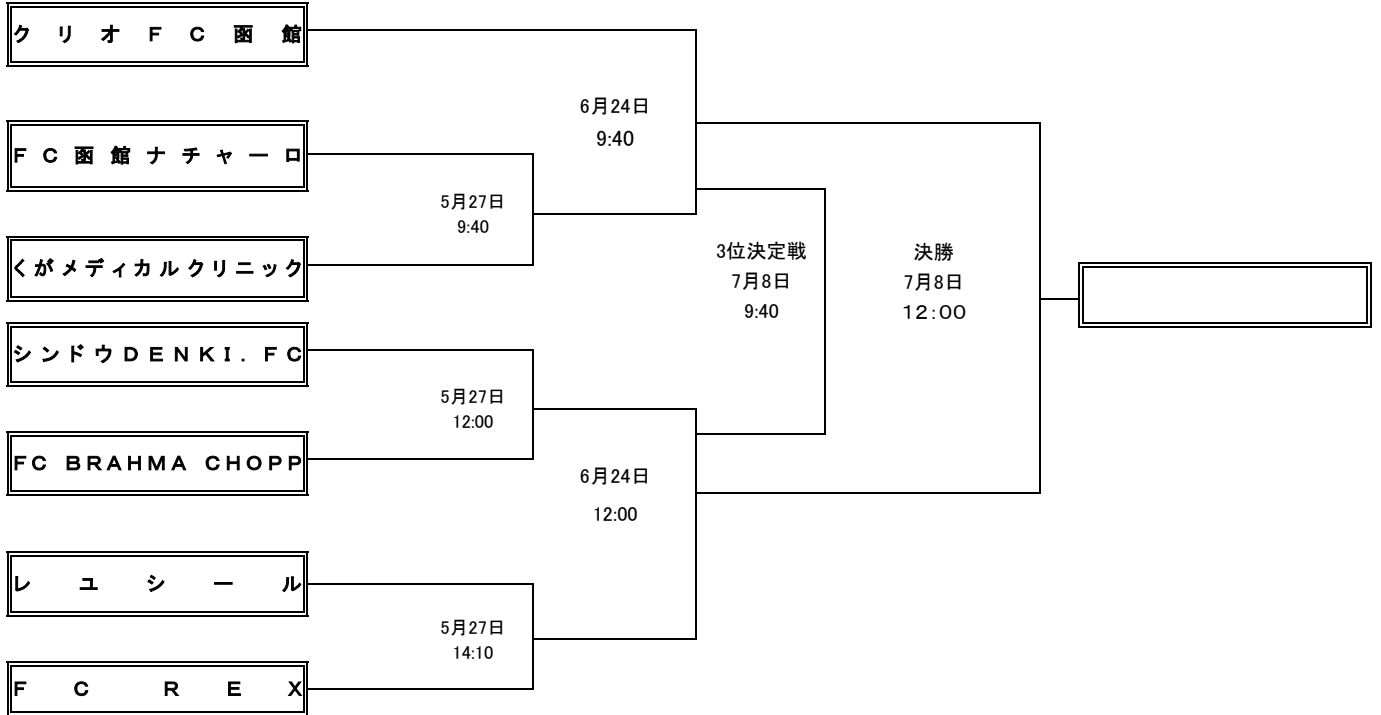 クリオＦＣ函館
6月24日
9:40
ＦＣ函館ナチャーロ
5月27日
9:40
くがメディカルクリニック
3位決定戦
7月8日
9:40
決勝
7月8日
１２：００
シンドウＤＥＮＫＩ．ＦＣ
5月27日
12:00
ＦＣ ＢＲＡＨＭＡ ＣＨＯＰＰ
6月24日
12:00
レユシール
5月27日
14:10
ＦＣ ＲＥＸ